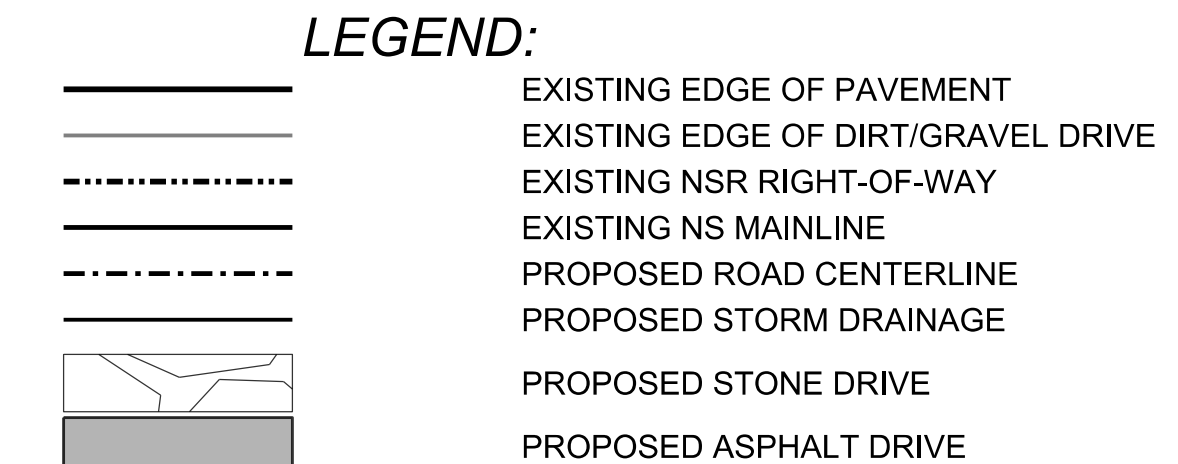 LEGEND:
EXISTING EDGE OF PAVEMENT
EXISTING EDGE OF DIRT/GRAVEL DRIVE
EXISTING NSR RIGHT-OF-WAY
EXISTING NS MAINLINE
PROPOSED ROAD CENTERLINE
PROPOSED STORM DRAINAGE
PROPOSED STONE DRIVE
PROPOSED ASPHALT DRIVE